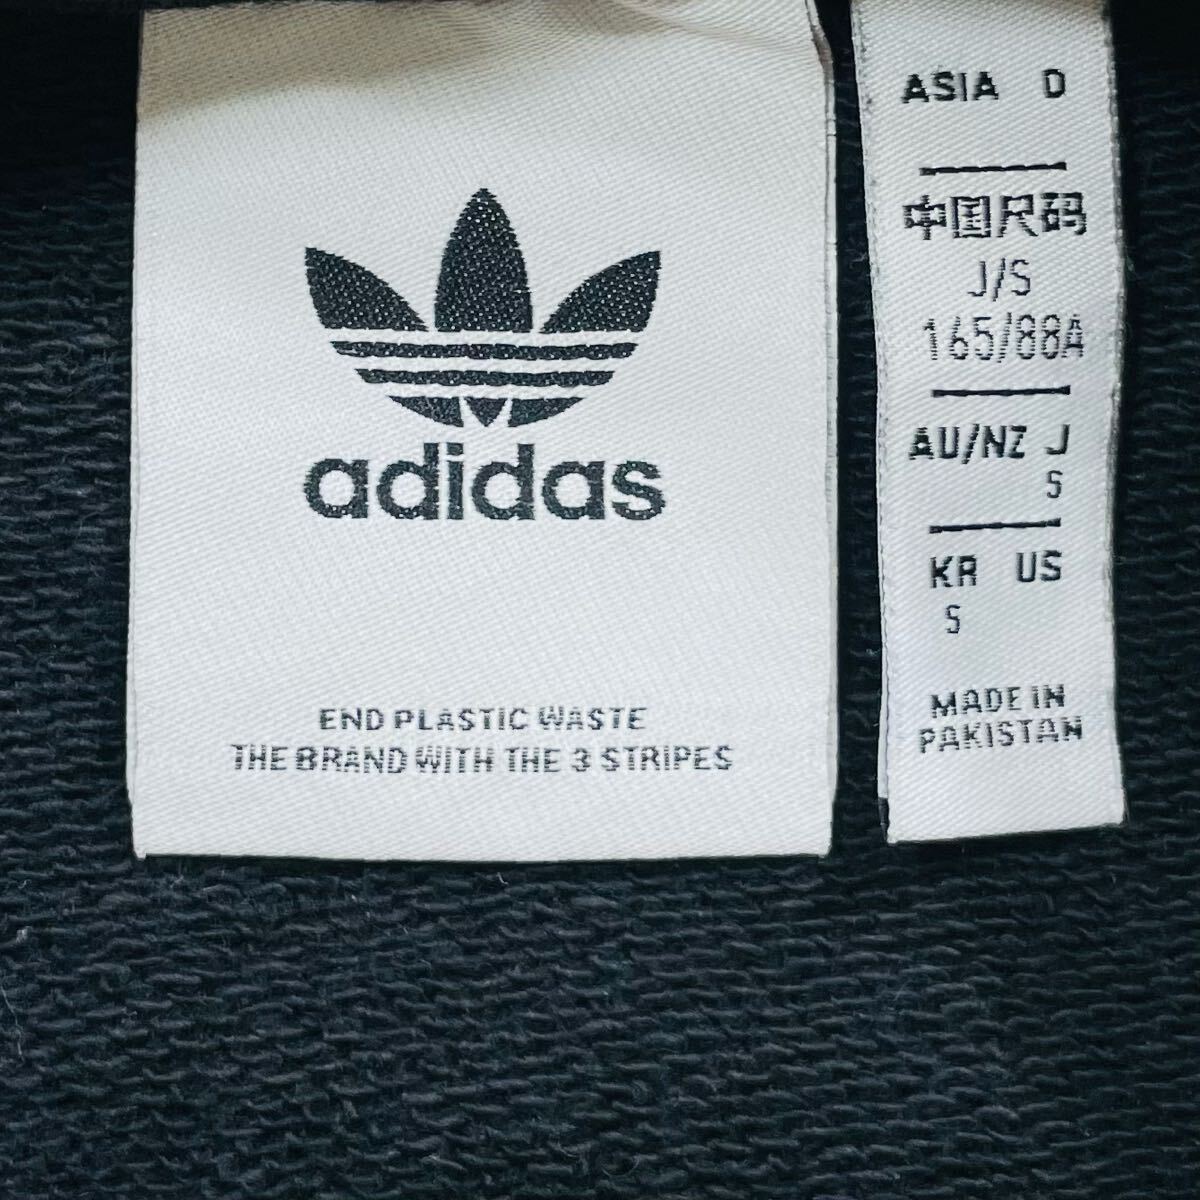 adidas
END PLASTIC WASTE
THE BRAND WITH THE 3 STRIPES
ASIA D
中国尺码
J/S
165/88A
AU/NZ J
S
KR US
S
MADE IN
PAKISTAN